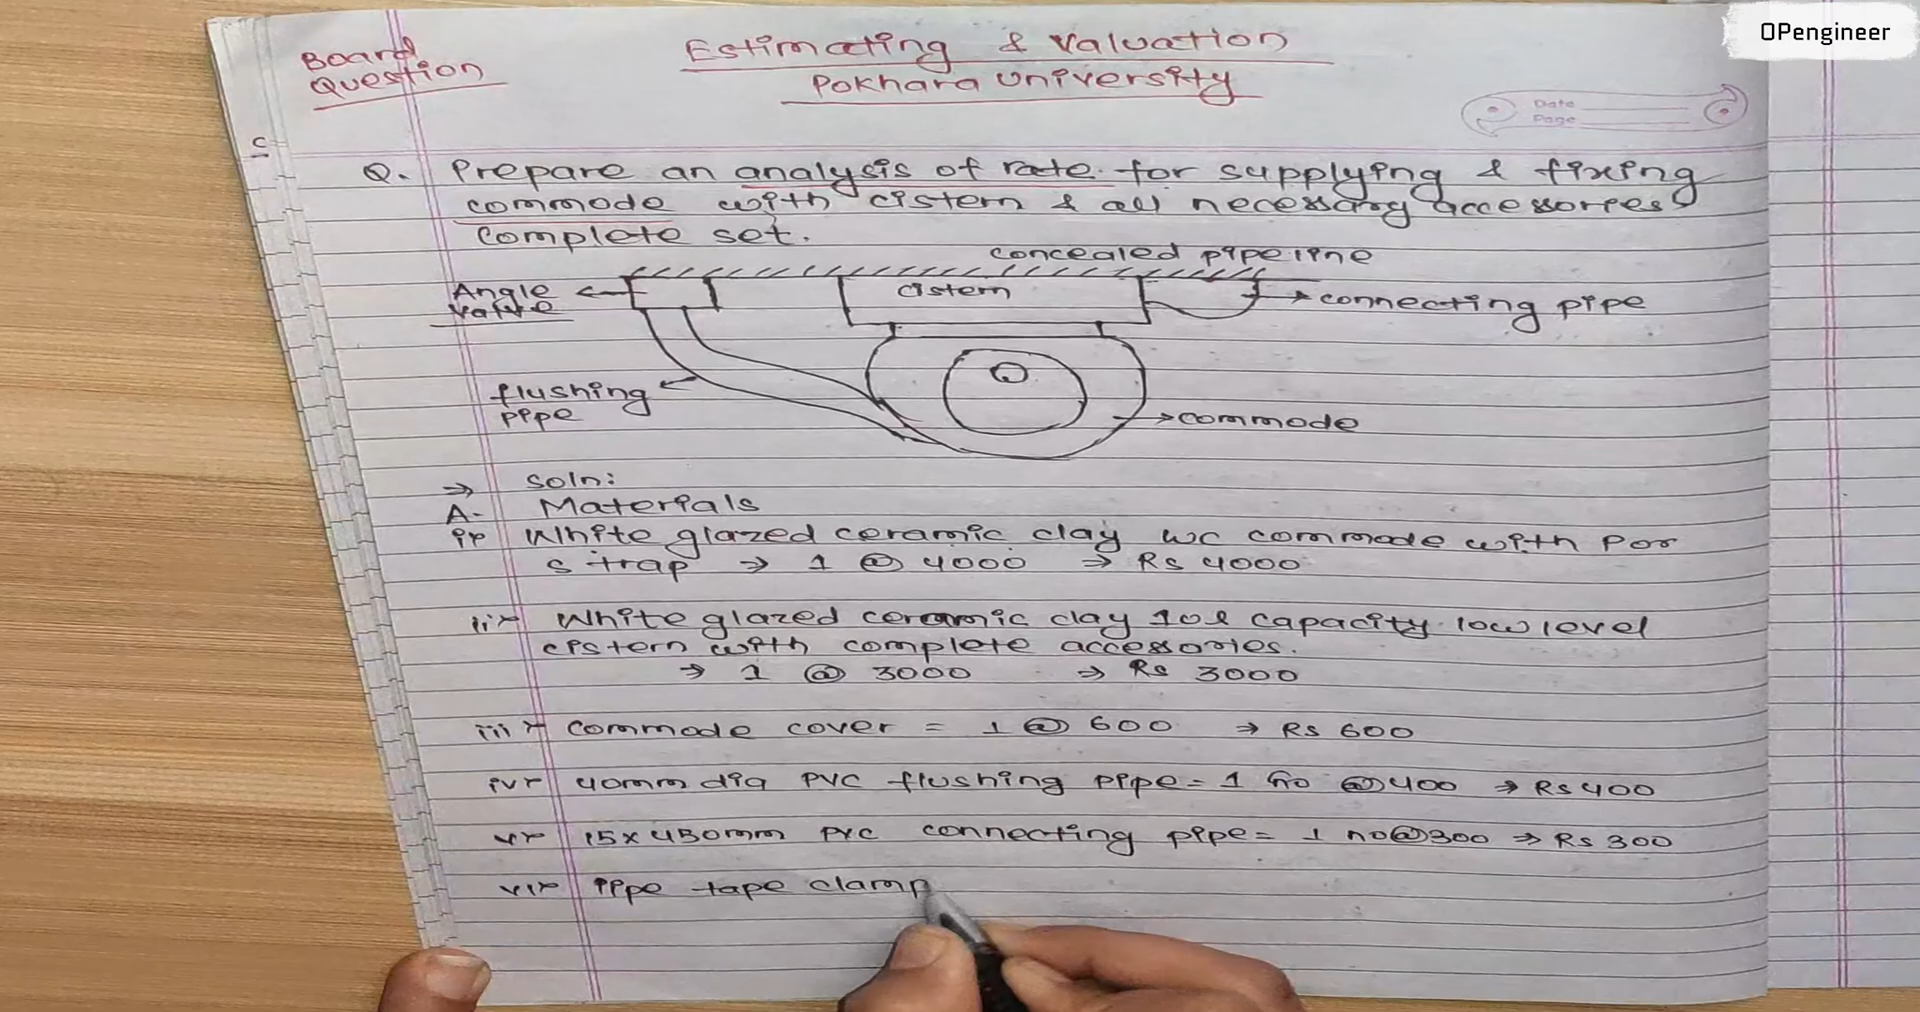 OPengineer
Board
Question
Estimating & Valuation
Pokhara University
Date
Page
Q. Prepare an analysis of rate for supplying & fixing
commode with cistern & all necessary accessories
complete set.
concealed pipeline
Angle
valve
cistern
connecting pipe
flushing
pipe
commode
⇒ soln:
A. Materials
i) White glazed ceramic clay wc commode with P or
s trap → 1 @ 4000 ⇒ Rs 4000
ii) White glazed ceramic clay 10l capacity low level
cistern with complete accessories.
→ 1 @ 3000 ⇒ Rs 3000
iii) commode cover = 1 @ 600 ⇒ Rs 600
iv) 40mm dia PVC flushing pipe = 1 no @ 400 ⇒ Rs 400
v) 15 x 450mm PVC connecting pipe = 1 no @ 300 ⇒ Rs 300
vi) pipe tape clamp